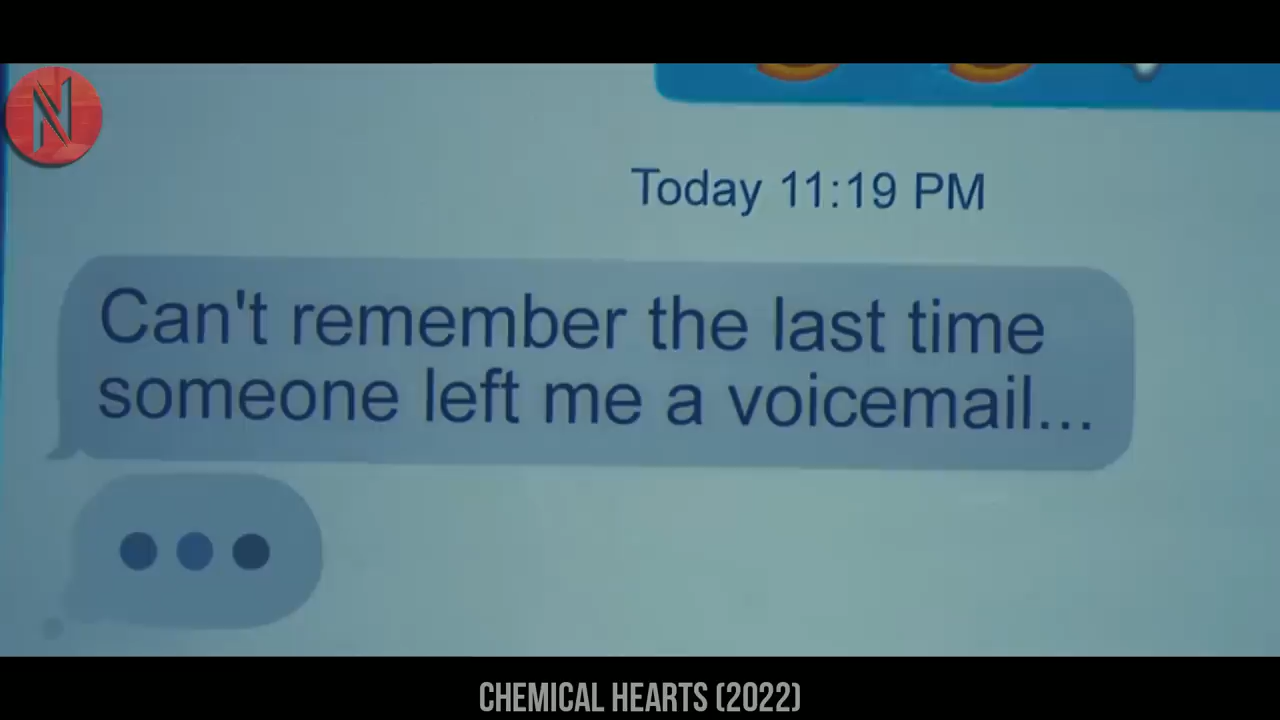 N
Today 11:19 PM
Can't remember the last time
someone left me a voicemail...
CHEMICAL HEARTS (2022)